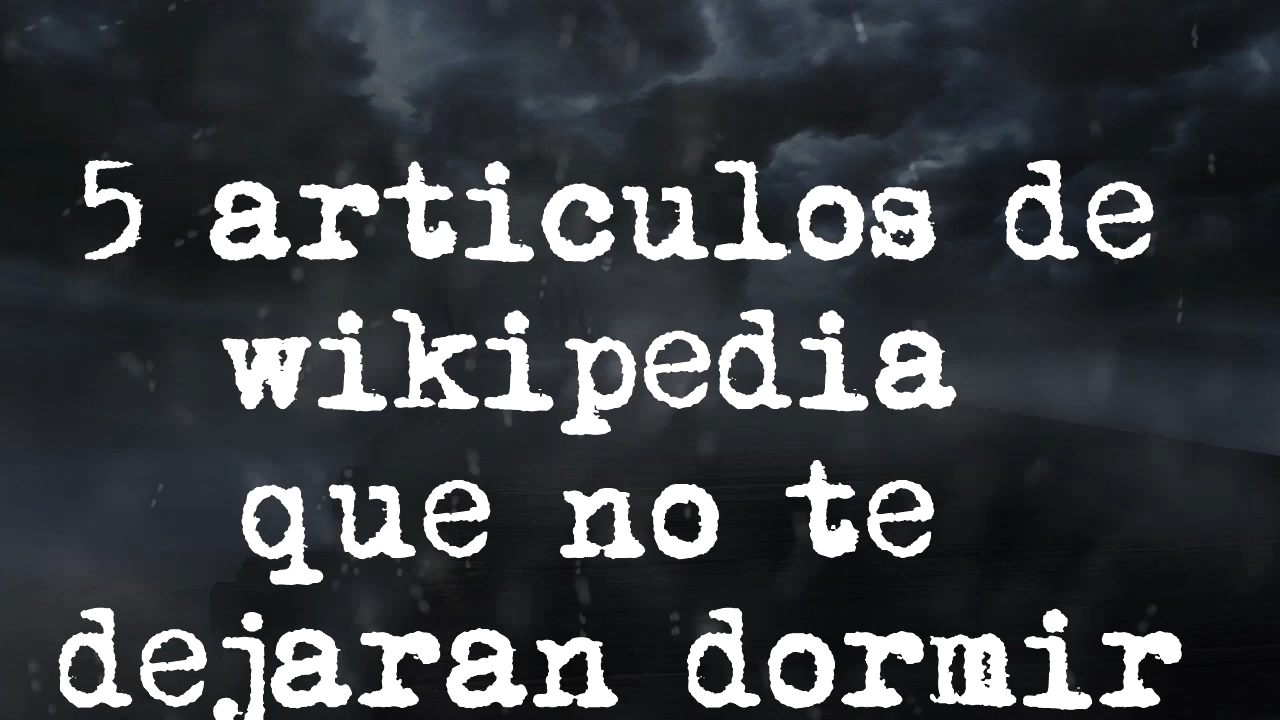 5 articulos de
wikipedia
que no te
dejaran dormir